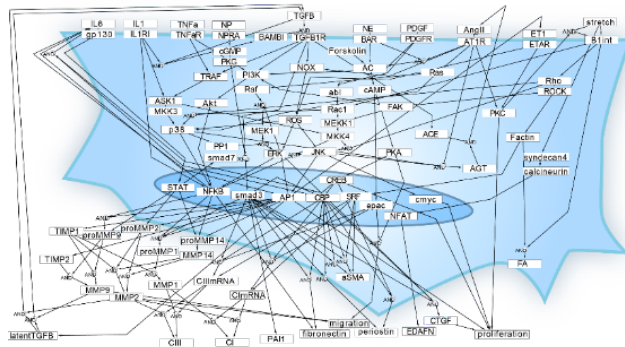 IL6 IL1 TNFa NP TGFB NE PDGF AngII ET1 stretch
gp130 IL1RI TNFaR NPRA BAMBI TGFB1R BAR PDGFR AT1R ETAR B1int
AND
cGMP Forskolin
PKG
TRAF PI3K NOX AC Ras
Raf abl cAMP Rho
ASK1 Akt ROCK
MKK3 Rac1 FAK PKC
ROS
p38 MEK1 MEKK1 ACE Factin
MKK4
PP1 ERK JNK PKA
smad7 AGT syndecan4
calcineurin
CREB
STAT NFKB smad3 AP1 CBP SRF epac cmyc
NFAT
AND
TIMP1 proMMP2
proMMP1 proMMP14
TIMP2 MMP14 AND FA
MMP9 MMP1 CIIImRNA aSMA
MMP2 CImRNA
AND
latentTGFB migration CTGF
CIII CI PAI1 fibronectin periostin EDAFN proliferation